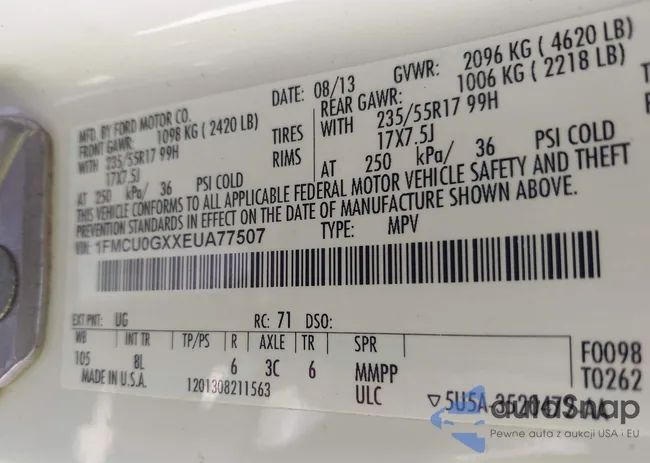 MFD. BY FORD MOTOR CO.
DATE: 08/13 GVWR: 2096 KG ( 4620 LB)
FRONT GAWR: 1098 KG (2420 LB) REAR GAWR: 1006 KG ( 2218 LB)
WITH 235/55R17 99H TIRES WITH 235/55R17 99H
17X7.5J RIMS 17X7.5J
AT 250 kPa/ 36 PSI COLD AT 250 kPa/ 36 PSI COLD
THIS VEHICLE CONFORMS TO ALL APPLICABLE FEDERAL MOTOR VEHICLE SAFETY AND THEFT
PREVENTION STANDARDS IN EFFECT ON THE DATE OF MANUFACTURE SHOWN ABOVE.
VIN: 1FMCU0GXXEUA77507 TYPE: MPV
EXT PNT: UG RC: 71 DSO:
WB INT TR TP/PS R AXLE TR SPR
105 8L 6 3C 6 MMPP
MADE IN U.S.A. 1201308211563 ULC
F0098
T0262
5U5A-3520472-AA
autosnap
Pewne auta z aukcji USA i EU